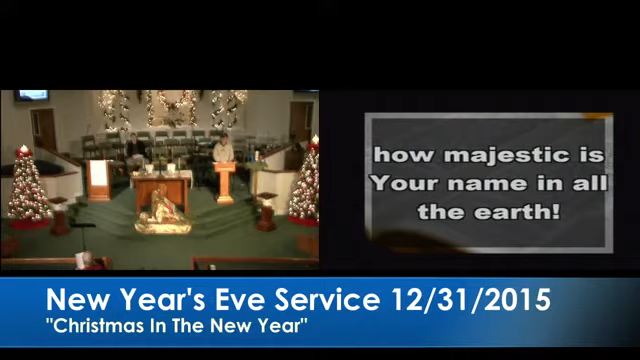 how majestic is
Your name in all
the earth!
New Year's Eve Service 12/31/2015
"Christmas In The New Year"